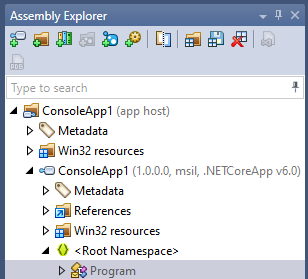 Assembly Explorer
Type to search
ConsoleApp1 (app host)
Metadata
Win32 resources
ConsoleApp1 (1.0.0.0, msil, .NETCoreApp v6.0)
Metadata
References
Win32 resources
<Root Namespace>
Program